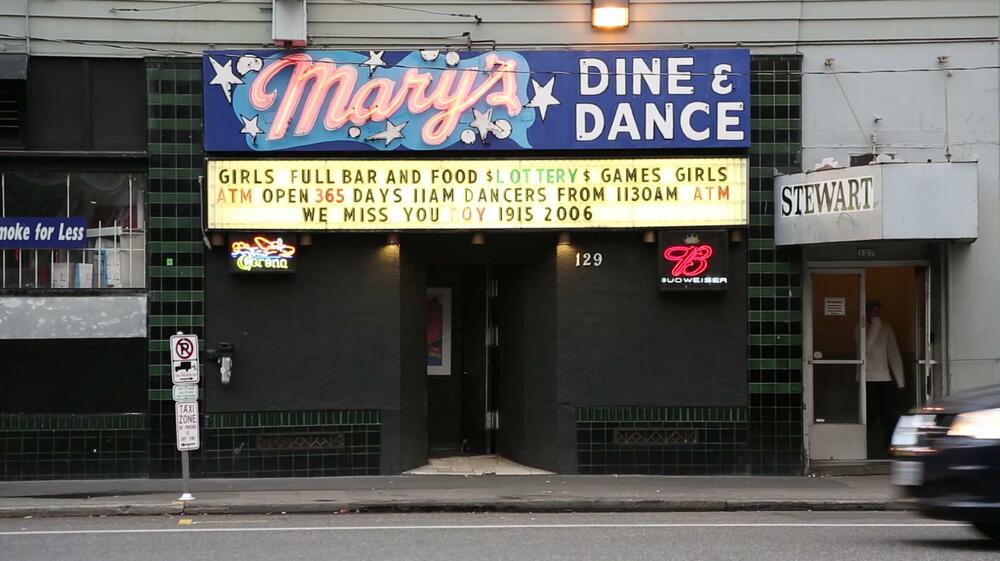 Mary's
DINE &
DANCE
GIRLS FULL BAR AND FOOD $LOTTERY$ GAMES GIRLS
ATM OPEN 365 DAYS 11AM DANCERS FROM 1130AM ATM
WE MISS YOU ROY 1915 2006
STEWART
moke for Less
Corona
129
B
BUDWEISER
127
TAXI
ZONE